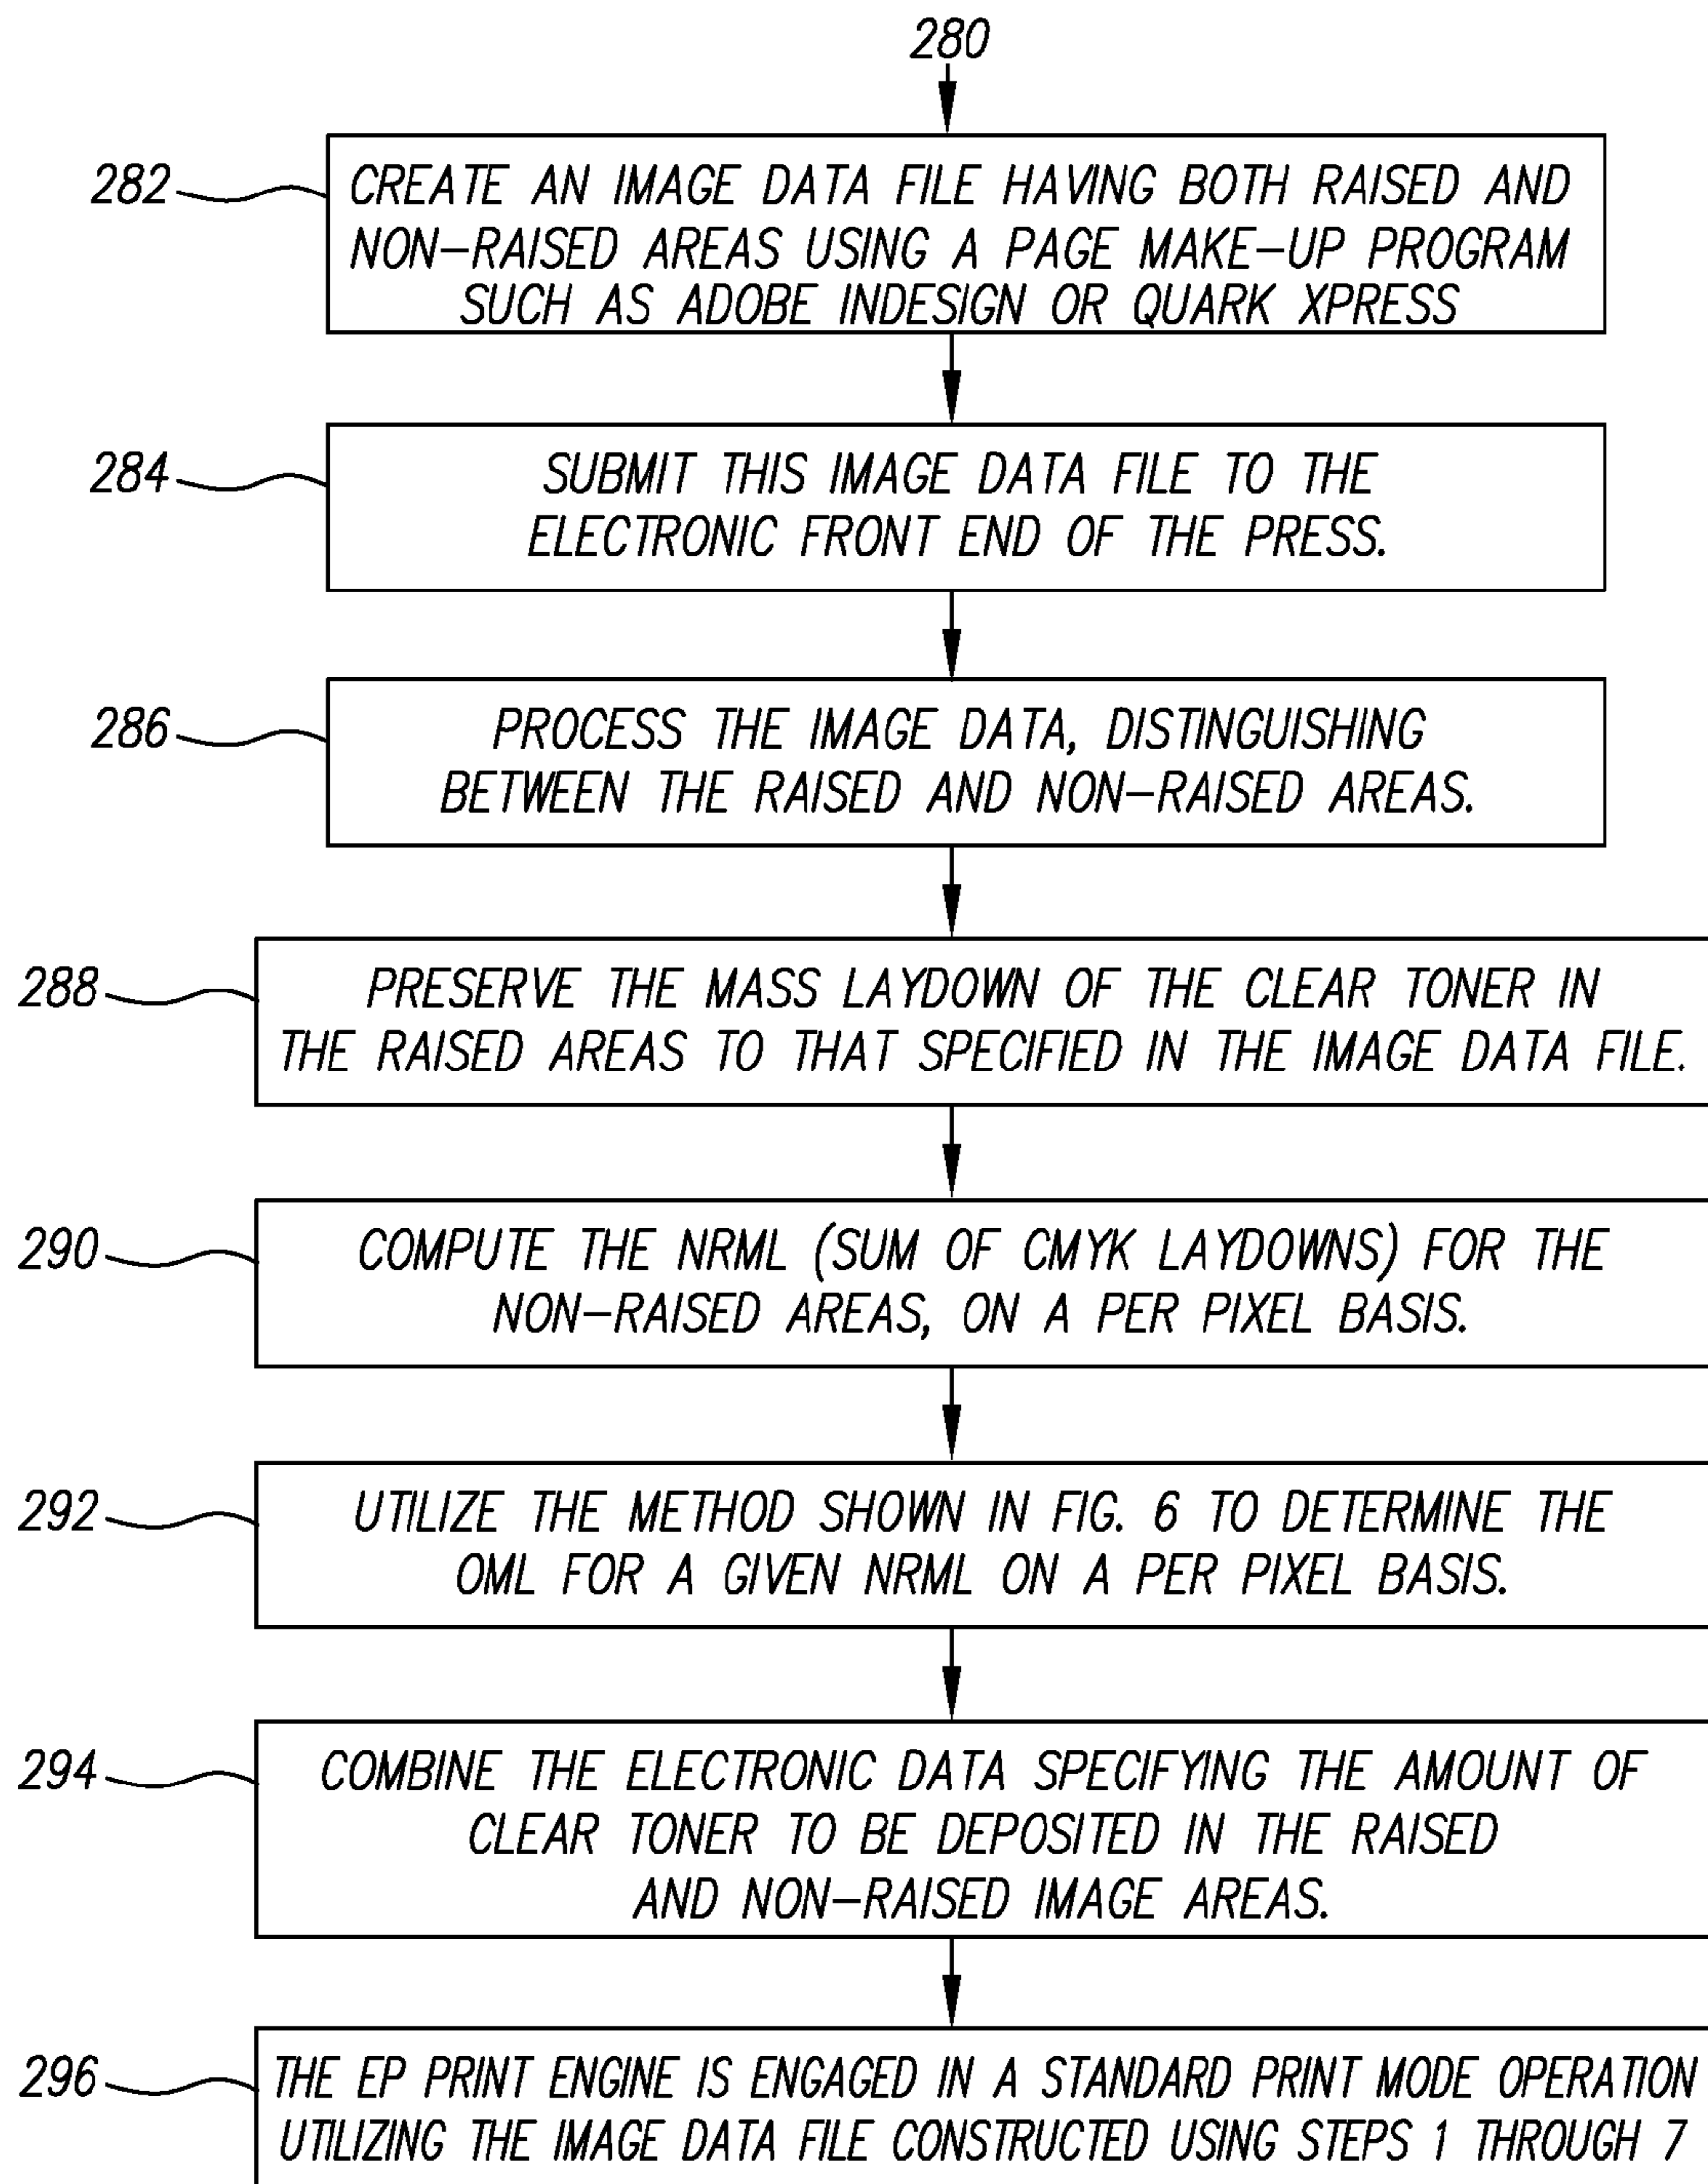 280
282
CREATE AN IMAGE DATA FILE HAVING BOTH RAISED AND
NON-RAISED AREAS USING A PAGE MAKE-UP PROGRAM
SUCH AS ADOBE INDESIGN OR QUARK XPRESS
284
SUBMIT THIS IMAGE DATA FILE TO THE
ELECTRONIC FRONT END OF THE PRESS.
286
PROCESS THE IMAGE DATA, DISTINGUISHING
BETWEEN THE RAISED AND NON-RAISED AREAS.
288
PRESERVE THE MASS LAYDOWN OF THE CLEAR TONER IN
THE RAISED AREAS TO THAT SPECIFIED IN THE IMAGE DATA FILE.
290
COMPUTE THE NRML (SUM OF CMYK LAYDOWNS) FOR THE
NON-RAISED AREAS, ON A PER PIXEL BASIS.
292
UTILIZE THE METHOD SHOWN IN FIG. 6 TO DETERMINE THE
OML FOR A GIVEN NRML ON A PER PIXEL BASIS.
294
COMBINE THE ELECTRONIC DATA SPECIFYING THE AMOUNT OF
CLEAR TONER TO BE DEPOSITED IN THE RAISED
AND NON-RAISED IMAGE AREAS.
296
THE EP PRINT ENGINE IS ENGAGED IN A STANDARD PRINT MODE OPERATION
UTILIZING THE IMAGE DATA FILE CONSTRUCTED USING STEPS 1 THROUGH 7